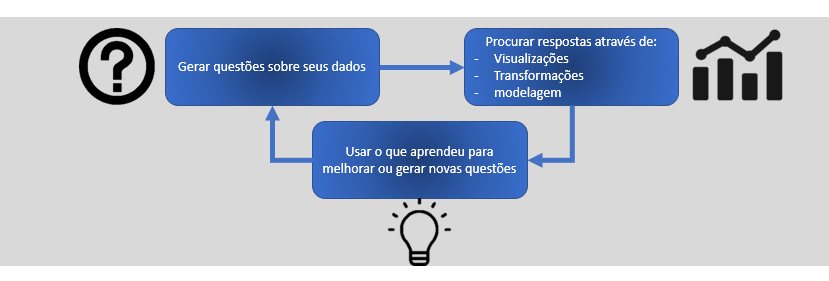 Gerar questões sobre seus dados
Procurar respostas através de:
- Visualizações
- Transformações
- modelagem
Usar o que aprendeu para
melhorar ou gerar novas questões